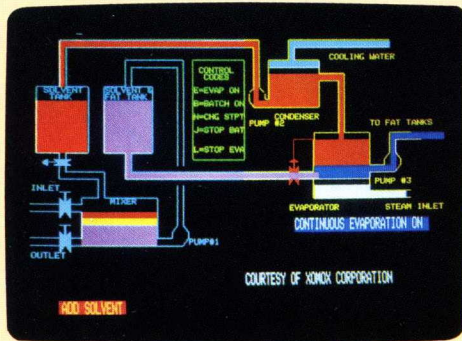 COOLING WATER
SOLVENT
TANK
SOLVENT &
FAT TANK
CONTROL
CODES
E=EVAP ON
B=BATCH ON
N=CNG STPT
J=STOP BAT
L=STOP EVA
CONDENSER
PUMP #2
TO FAT TANKS
INLET
MIXER
PUMP #3
EVAPORATOR
STEAM INLET
CONTINUOUS EVAPORATION ON
OUTLET
PUMP#1
COURTESY OF XOMOX CORPORATION
ADD SOLVENT